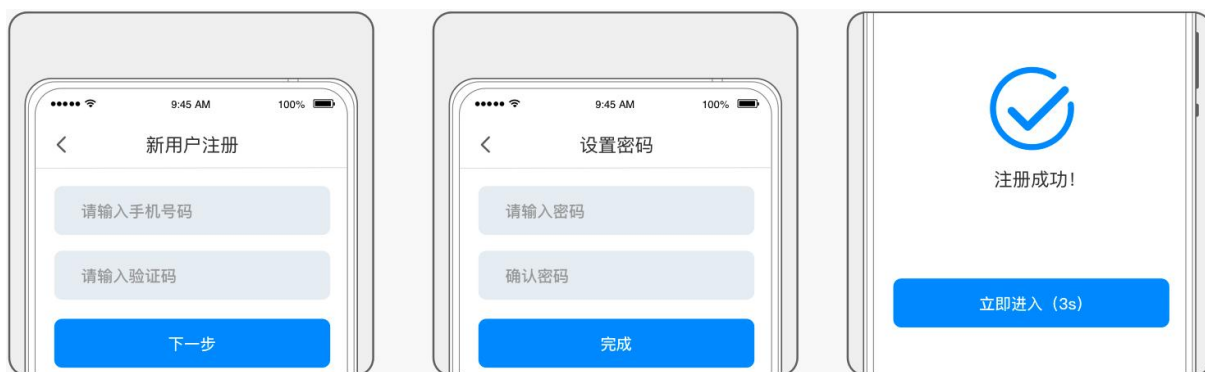 9:45 AM
100%
新用户注册
请输入手机号码
请输入验证码
下一步
9:45 AM
100%
设置密码
请输入密码
确认密码
完成
注册成功!
立即进入（3s）